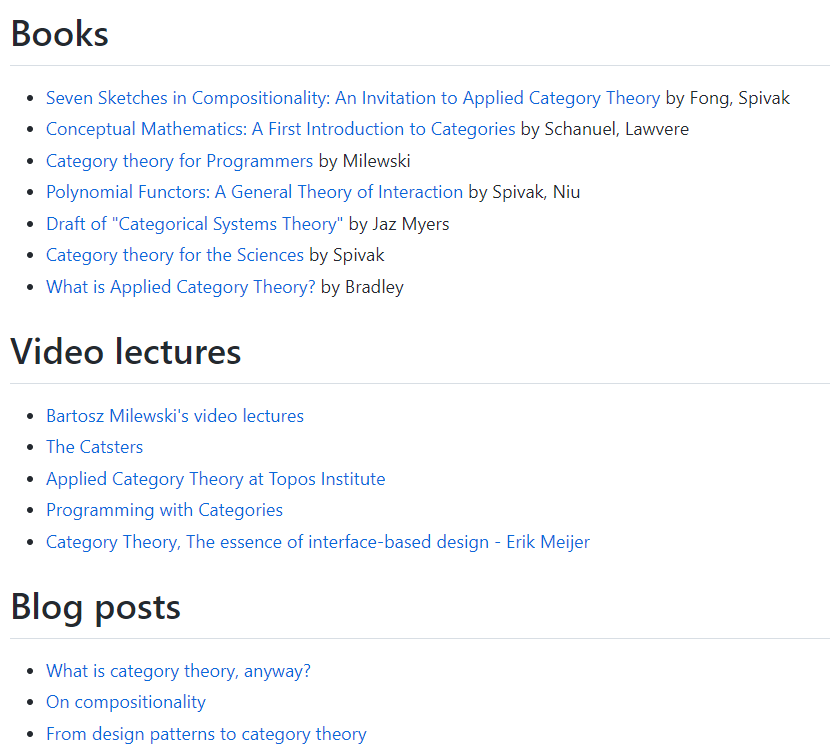 Books
Seven Sketches in Compositionality: An Invitation to Applied Category Theory by Fong, Spivak
Conceptual Mathematics: A First Introduction to Categories by Schanuel, Lawvere
Category theory for Programmers by Milewski
Polynomial Functors: A General Theory of Interaction by Spivak, Niu
Draft of "Categorical Systems Theory" by Jaz Myers
Category theory for the Sciences by Spivak
What is Applied Category Theory? by Bradley
Video lectures
Bartosz Milewski's video lectures
The Catsters
Applied Category Theory at Topos Institute
Programming with Categories
Category Theory, The essence of interface-based design - Erik Meijer
Blog posts
What is category theory, anyway?
On compositionality
From design patterns to category theory